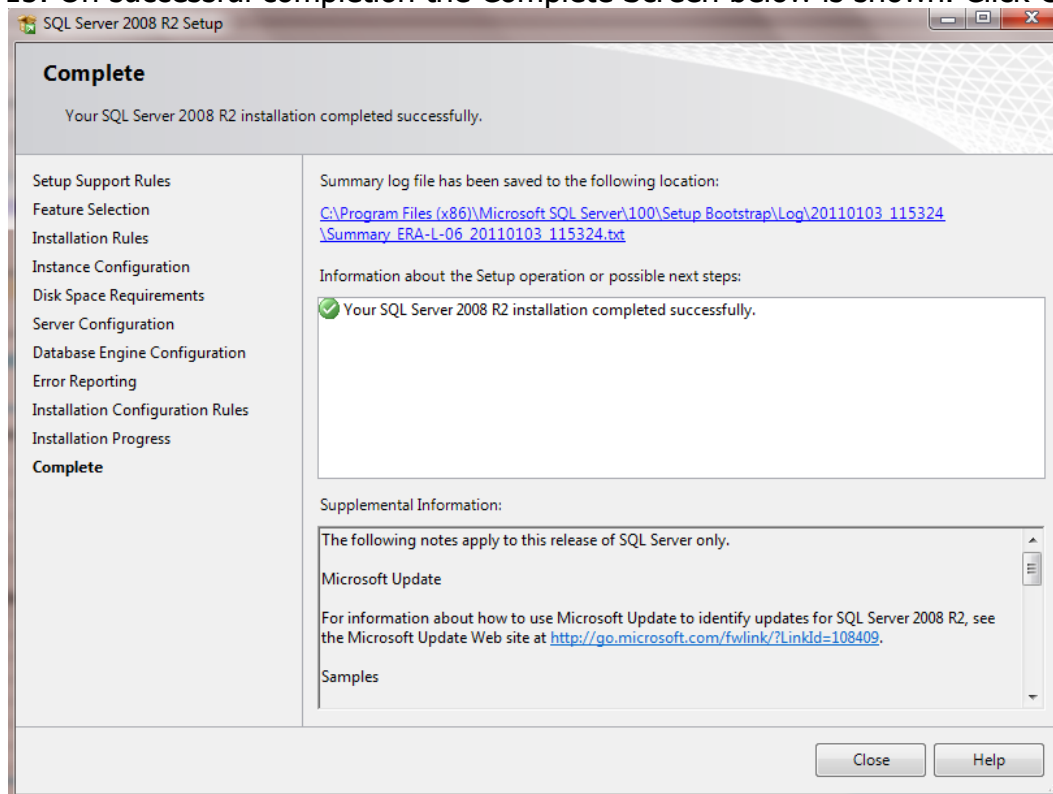 SQL Server 2008 R2 Setup
Complete
Your SQL Server 2008 R2 installation completed successfully.
Setup Support Rules
Feature Selection
Installation Rules
Instance Configuration
Disk Space Requirements
Server Configuration
Database Engine Configuration
Error Reporting
Installation Configuration Rules
Installation Progress
Complete
Summary log file has been saved to the following location:
C:\Program Files (x86)\Microsoft SQL Server\100\Setup Bootstrap\Log\20110103_115324
\Summary_ERA-L-06_20110103_115324.txt
Information about the Setup operation or possible next steps:
Your SQL Server 2008 R2 installation completed successfully.
Supplemental Information:
The following notes apply to this release of SQL Server only.
Microsoft Update
For information about how to use Microsoft Update to identify updates for SQL Server 2008 R2, see
the Microsoft Update Web site at http://go.microsoft.com/fwlink/?LinkId=108409.
Samples
Close
Help